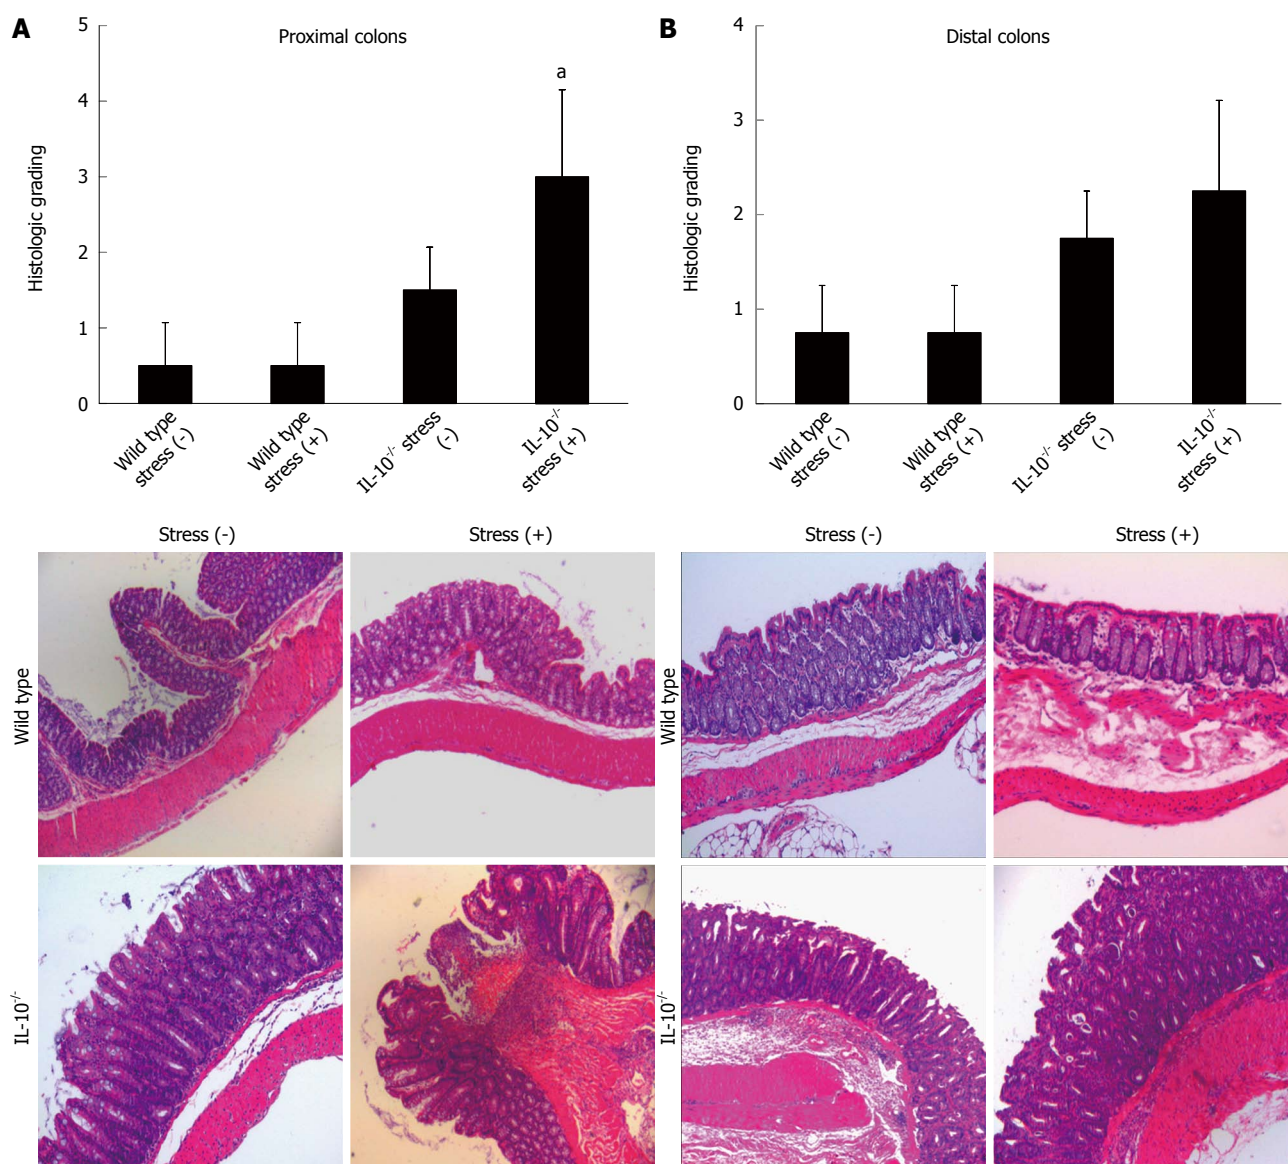 A
Proximal colons
Histologic grading
5
4
3
2
1
0
a
Wild type
stress (-)
Wild type
stress (+)
IL-10-/- stress
(-)
IL-10-/-
stress (+)
B
Distal colons
Histologic grading
4
3
2
1
0
Wild type
stress (-)
Wild type
stress (+)
IL-10-/- stress
(-)
IL-10-/-
stress (+)
Stress (-)
Stress (+)
Wild type
IL-10-/-
Stress (-)
Stress (+)
Wild type
IL-10-/-